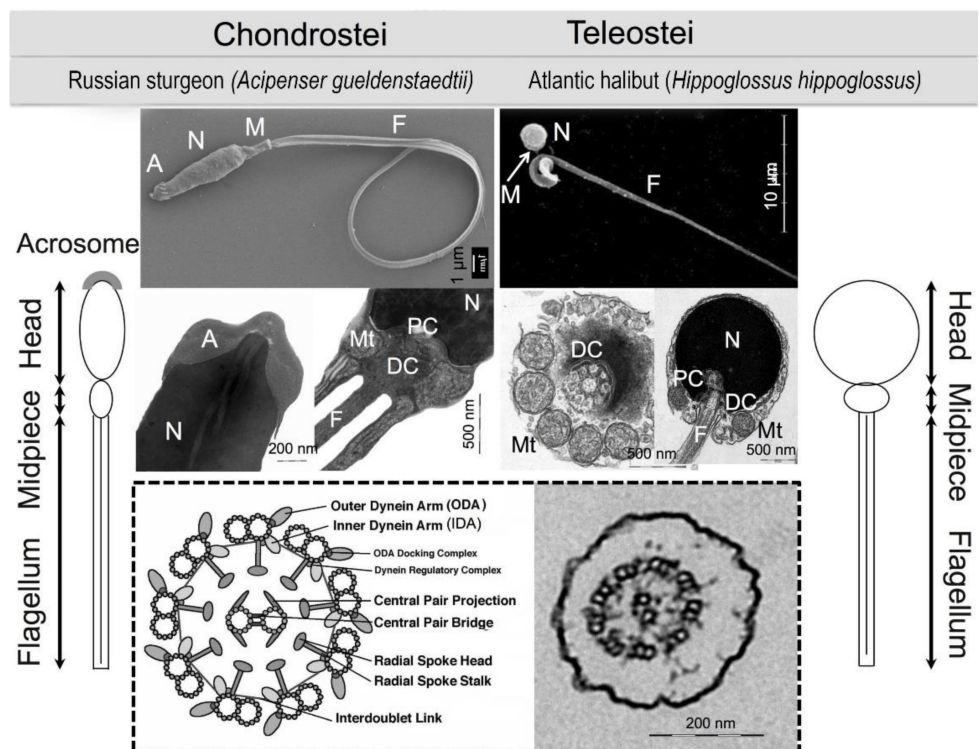 Chondrostei
Teleostei
Russian sturgeon (Acipenser gueldenstaedtii)
Atlantic halibut (Hippoglossus hippoglossus)
A
N
M
F
1 µm
N
M
F
10 µm
Acrosome
Head
Midpiece
Flagellum
A
N
200 nm
N
PC
Mt
DC
F
500 nm
DC
Mt
500 nm
N
PC
DC
F
Mt
500 nm
Head
Midpiece
Flagellum
Outer Dynein Arm (ODA)
Inner Dynein Arm (IDA)
ODA Docking Complex
Dynein Regulatory Complex
Central Pair Projection
Central Pair Bridge
Radial Spoke Head
Radial Spoke Stalk
Interdoublet Link
200 nm